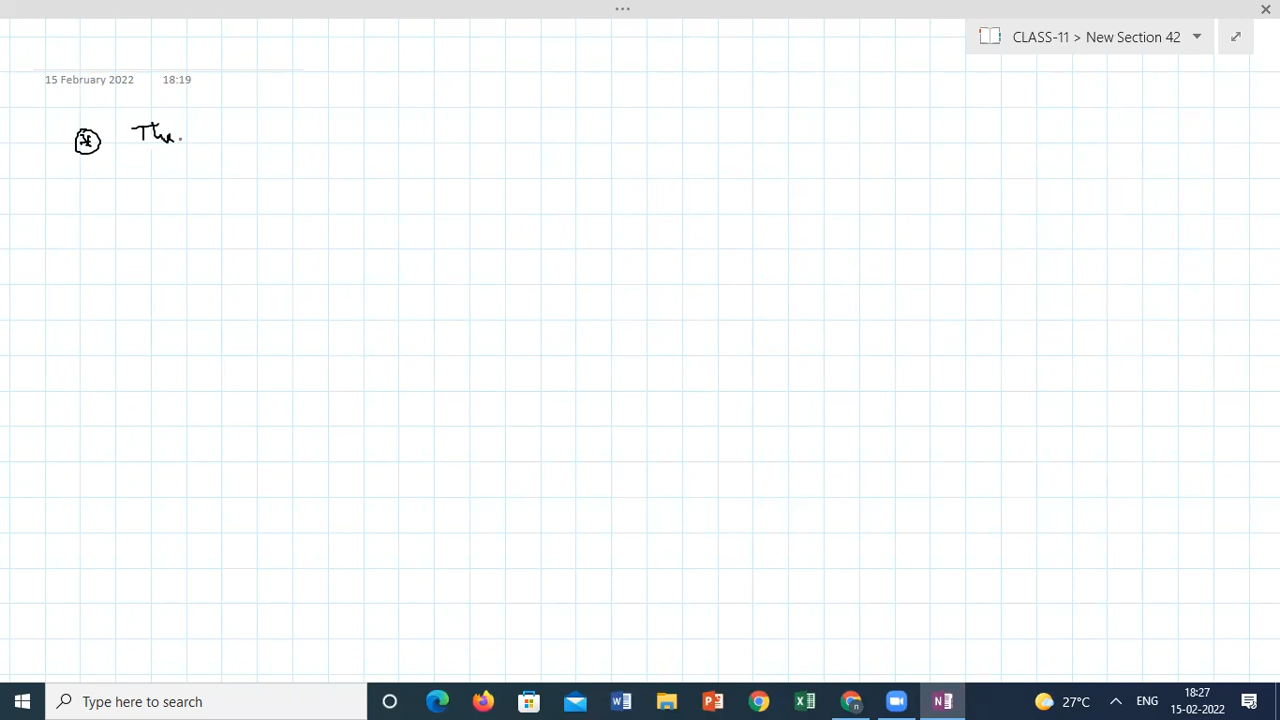 CLASS-11 > New Section 42
15 February 2022 18:19
The
Type here to search
27°C
ENG
18:27
15-02-2022